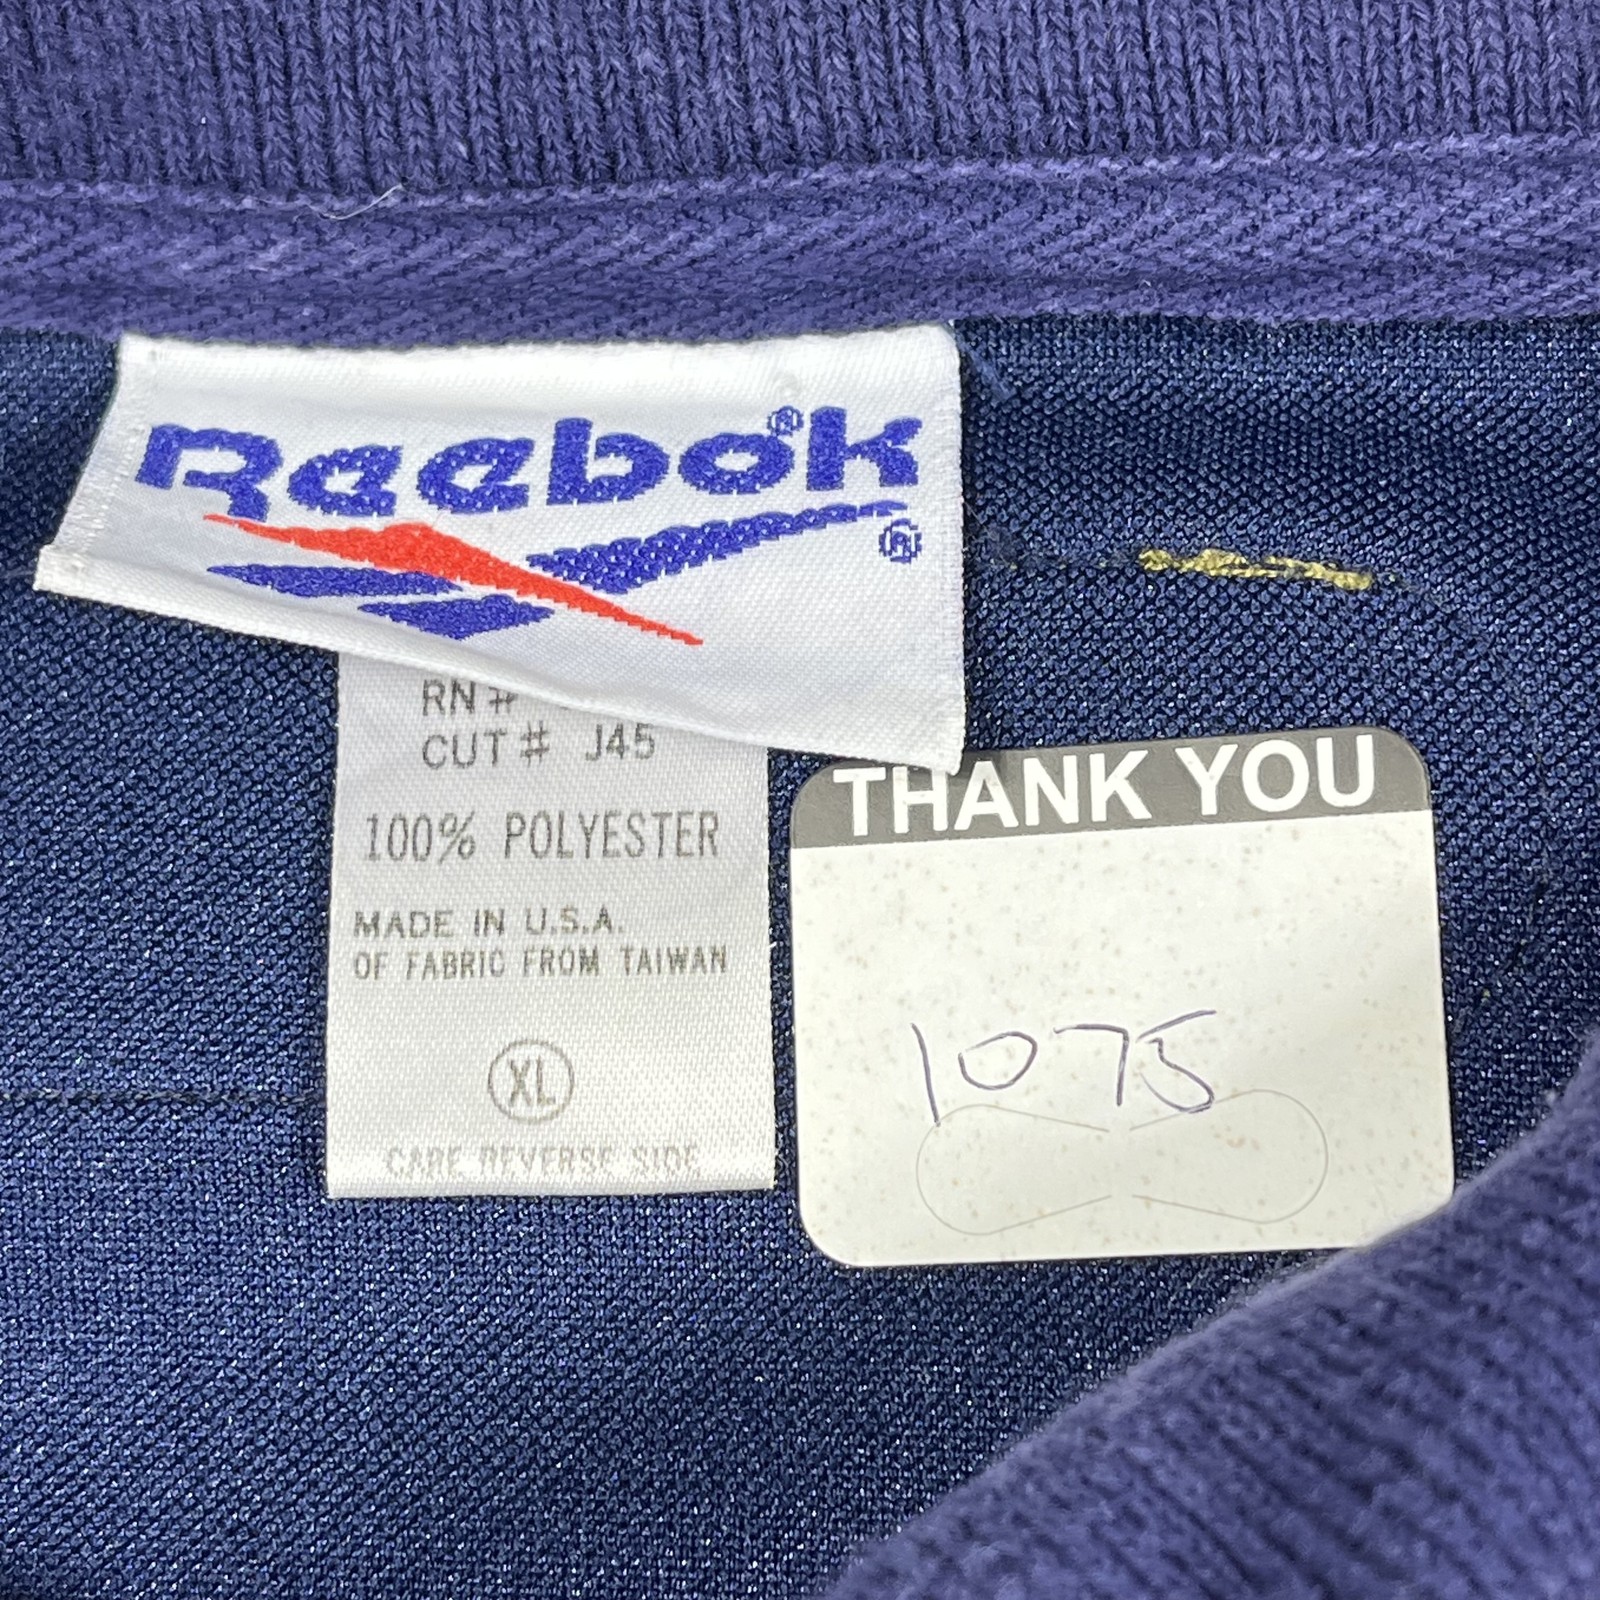 Reebok®
®
RN #
CUT # J45
100% POLYESTER
MADE IN U.S.A.
OF FABRIC FROM TAIWAN
XL
CARE REVERSE SIDE
THANK YOU
1075